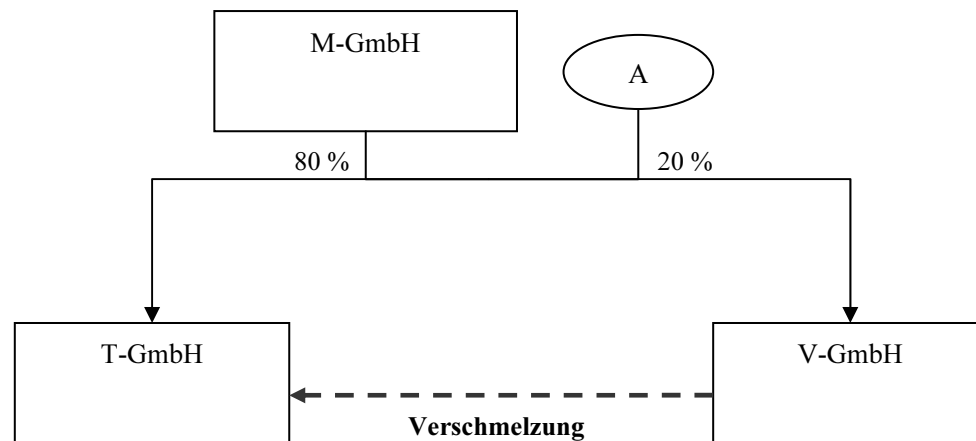 M-GmbH
A
80 %
20 %
T-GmbH
V-GmbH
Verschmelzung